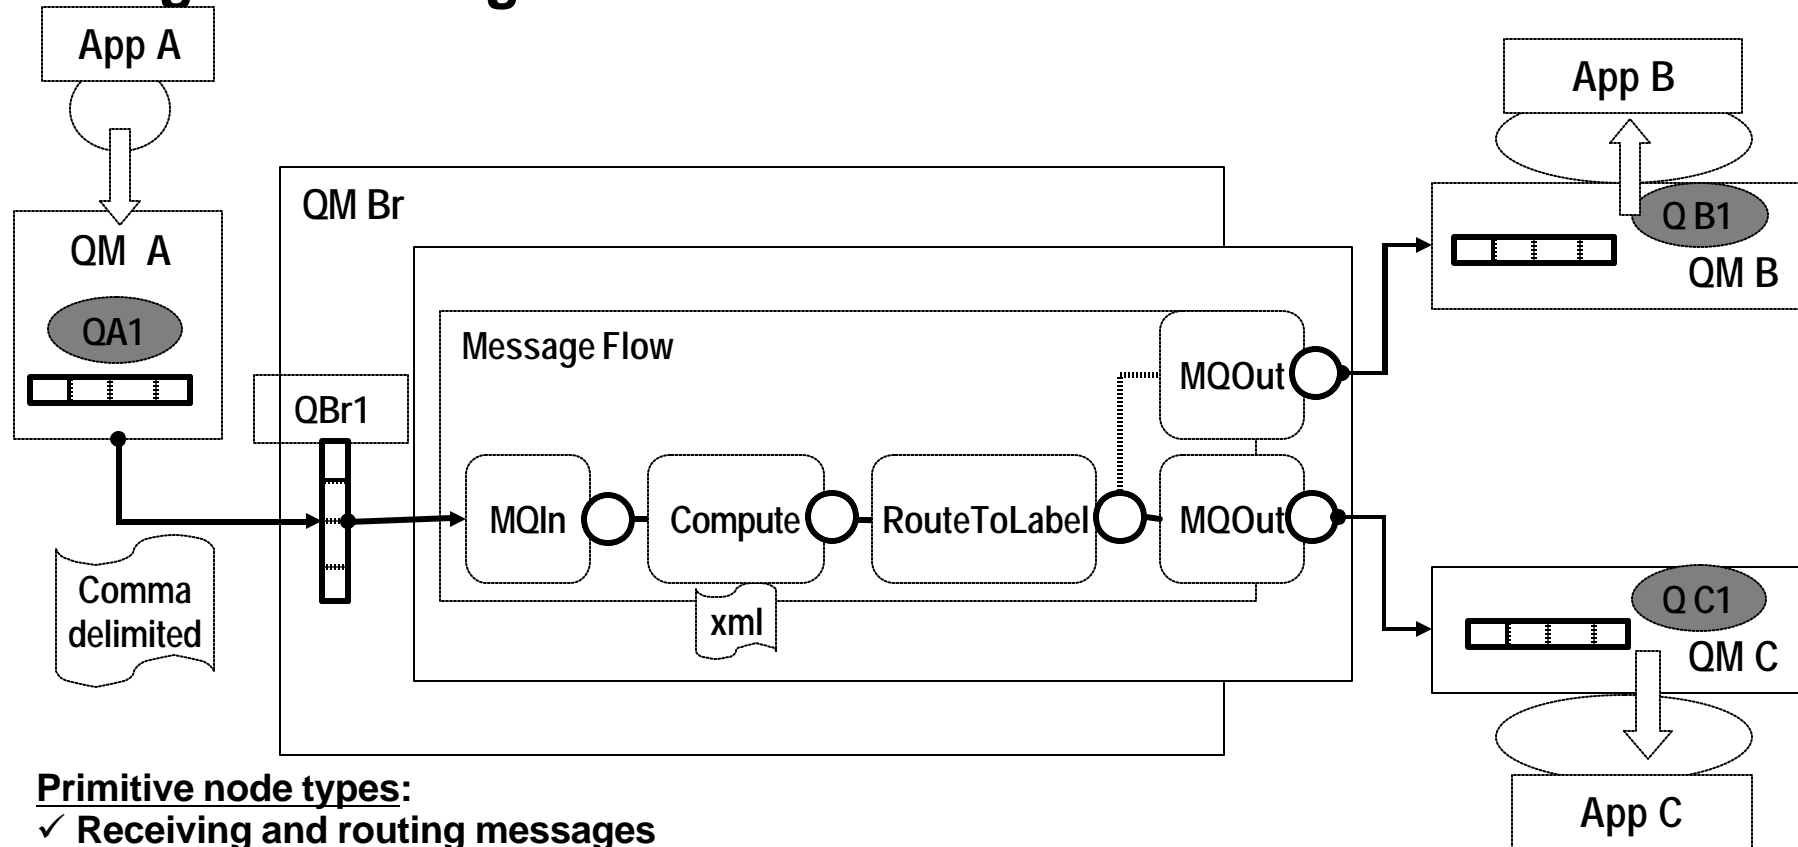 App A
App B
QM Br
Q B1
QM A
QM B
QA1
Message Flow
MQOut
QBr1
MQIn
Compute
RouteToLabel
MQOut
Comma
delimited
xml
Q C1
QM C
Primitive node types:
✓ Receiving and routing messages
App C